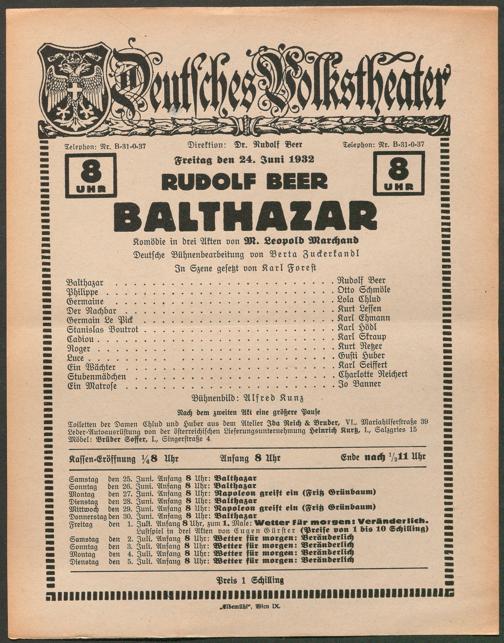 Deutsches Volkstheater
Telephon: Nr. B-31-0-37 Direktion: Dr. Rudolf Beer Telephon: Nr. B-31-0-37
Freitag den 24. Juni 1932
8 UHR 8 UHR
RUDOLF BEER
BALTHAZAR
Komödie in drei Akten von M. Leopold Marchand
Deutsche Bühnenbearbeitung von Berta Zuckerkandl
In Szene gesetzt von Karl Forest
Balthazar . . . Rudolf Beer
Philippe . . . Otto Schmöle
Germaine . . . Lola Chlud
Der Nachbar . . . Kurt Lessen
Germain Le Pick . . . Karl Ehmann
Stanislas Boutrot . . . Karl Hödl
Cadiou . . . Karl Skraup
Roger . . . Kurt Retzer
Luce . . . Gusti Huber
Ein Wächter . . . Karl Seiffert
Stubenmädchen . . . Charlotte Reichert
Ein Matrose . . . Jo Banner
Bühnenbild: Alfred Kunz
Nach dem zweiten Akt eine größere Pause
Toiletten der Damen Chlud und Huber aus dem Atelier Ida Reich & Bruder, VI., Mariahilferstraße 39
Leder-Autoausrüstung von der österreichischen Lieferungsunternehmung Heinrich Kurtz, I., Salzgries 15
Möbel: Brüder Soffer, I., Singerstraße 4
Kassen-Eröffnung ¼8 Uhr Anfang 8 Uhr Ende nach ½11 Uhr
Samstag den 25. Juni. Anfang 8 Uhr: Balthazar
Sonntag den 26. Juni. Anfang 8 Uhr: Balthazar
Montag den 27. Juni. Anfang 8 Uhr: Napoleon greift ein (Fritz Grünbaum)
Dienstag den 28. Juni. Anfang 8 Uhr: Balthazar
Mittwoch den 29. Juni. Anfang 8 Uhr: Napoleon greift ein (Fritz Grünbaum)
Donnerstag den 30. Juni. Anfang 8 Uhr: Balthazar
Freitag den 1. Juli. Anfang 8 Uhr, zum 1. Male: Wetter für morgen: Veränderlich.
Lustspiel in drei Akten von Eugen Gürster (Preise von 1 bis 10 Schilling)
Samstag den 2. Juli. Anfang 8 Uhr: Wetter für morgen: Veränderlich
Sonntag den 3. Juli. Anfang 8 Uhr: Wetter für morgen: Veränderlich
Montag den 4. Juli. Anfang 8 Uhr: Wetter für morgen: Veränderlich
Dienstag den 5. Juli. Anfang 8 Uhr: Wetter für morgen: Veränderlich
Preis 1 Schilling
„Elbemühl“, Wien IX.